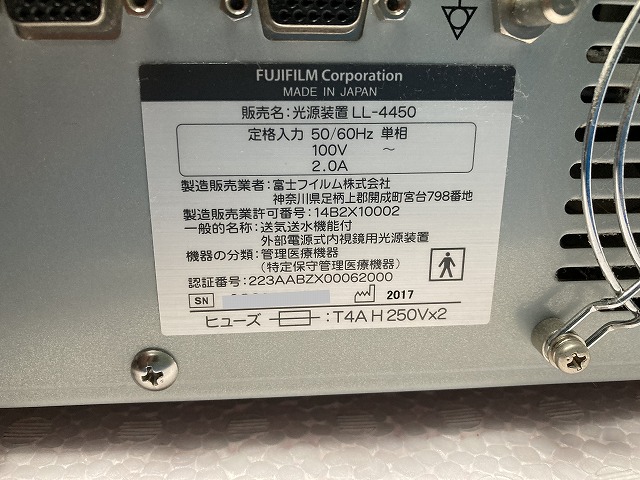 FUJIFILM Corporation
MADE IN JAPAN
販売名:光源装置 LL-4450
定格入力 50/60Hz 単相
100V ~
2.0A
製造販売業者:富士フイルム株式会社
神奈川県足柄上郡開成町宮台798番地
製造販売業許可番号:14B2X10002
一般的名称:送気送水機能付
外部電源式内視鏡用光源装置
機器の分類:管理医療機器
(特定保守管理医療機器)
認証番号:223AABZX00062000
SN 2017
ヒューズ :T4A H 250V×2